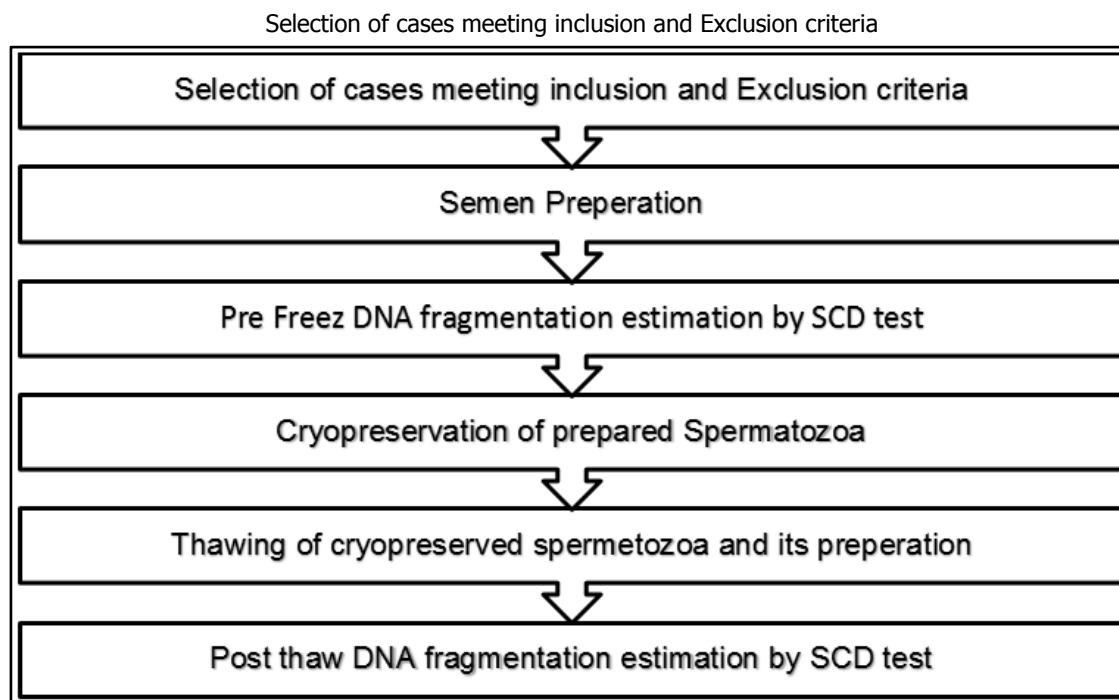 Selection of cases meeting inclusion and Exclusion criteria
Selection of cases meeting inclusion and Exclusion criteria
Semen Preperation
Pre Freez DNA fragmentation estimation by SCD test
Cryopreservation of prepared Spermatozoa
Thawing of cryopreserved spermetozoa and its preperation
Post thaw DNA fragmentation estimation by SCD test